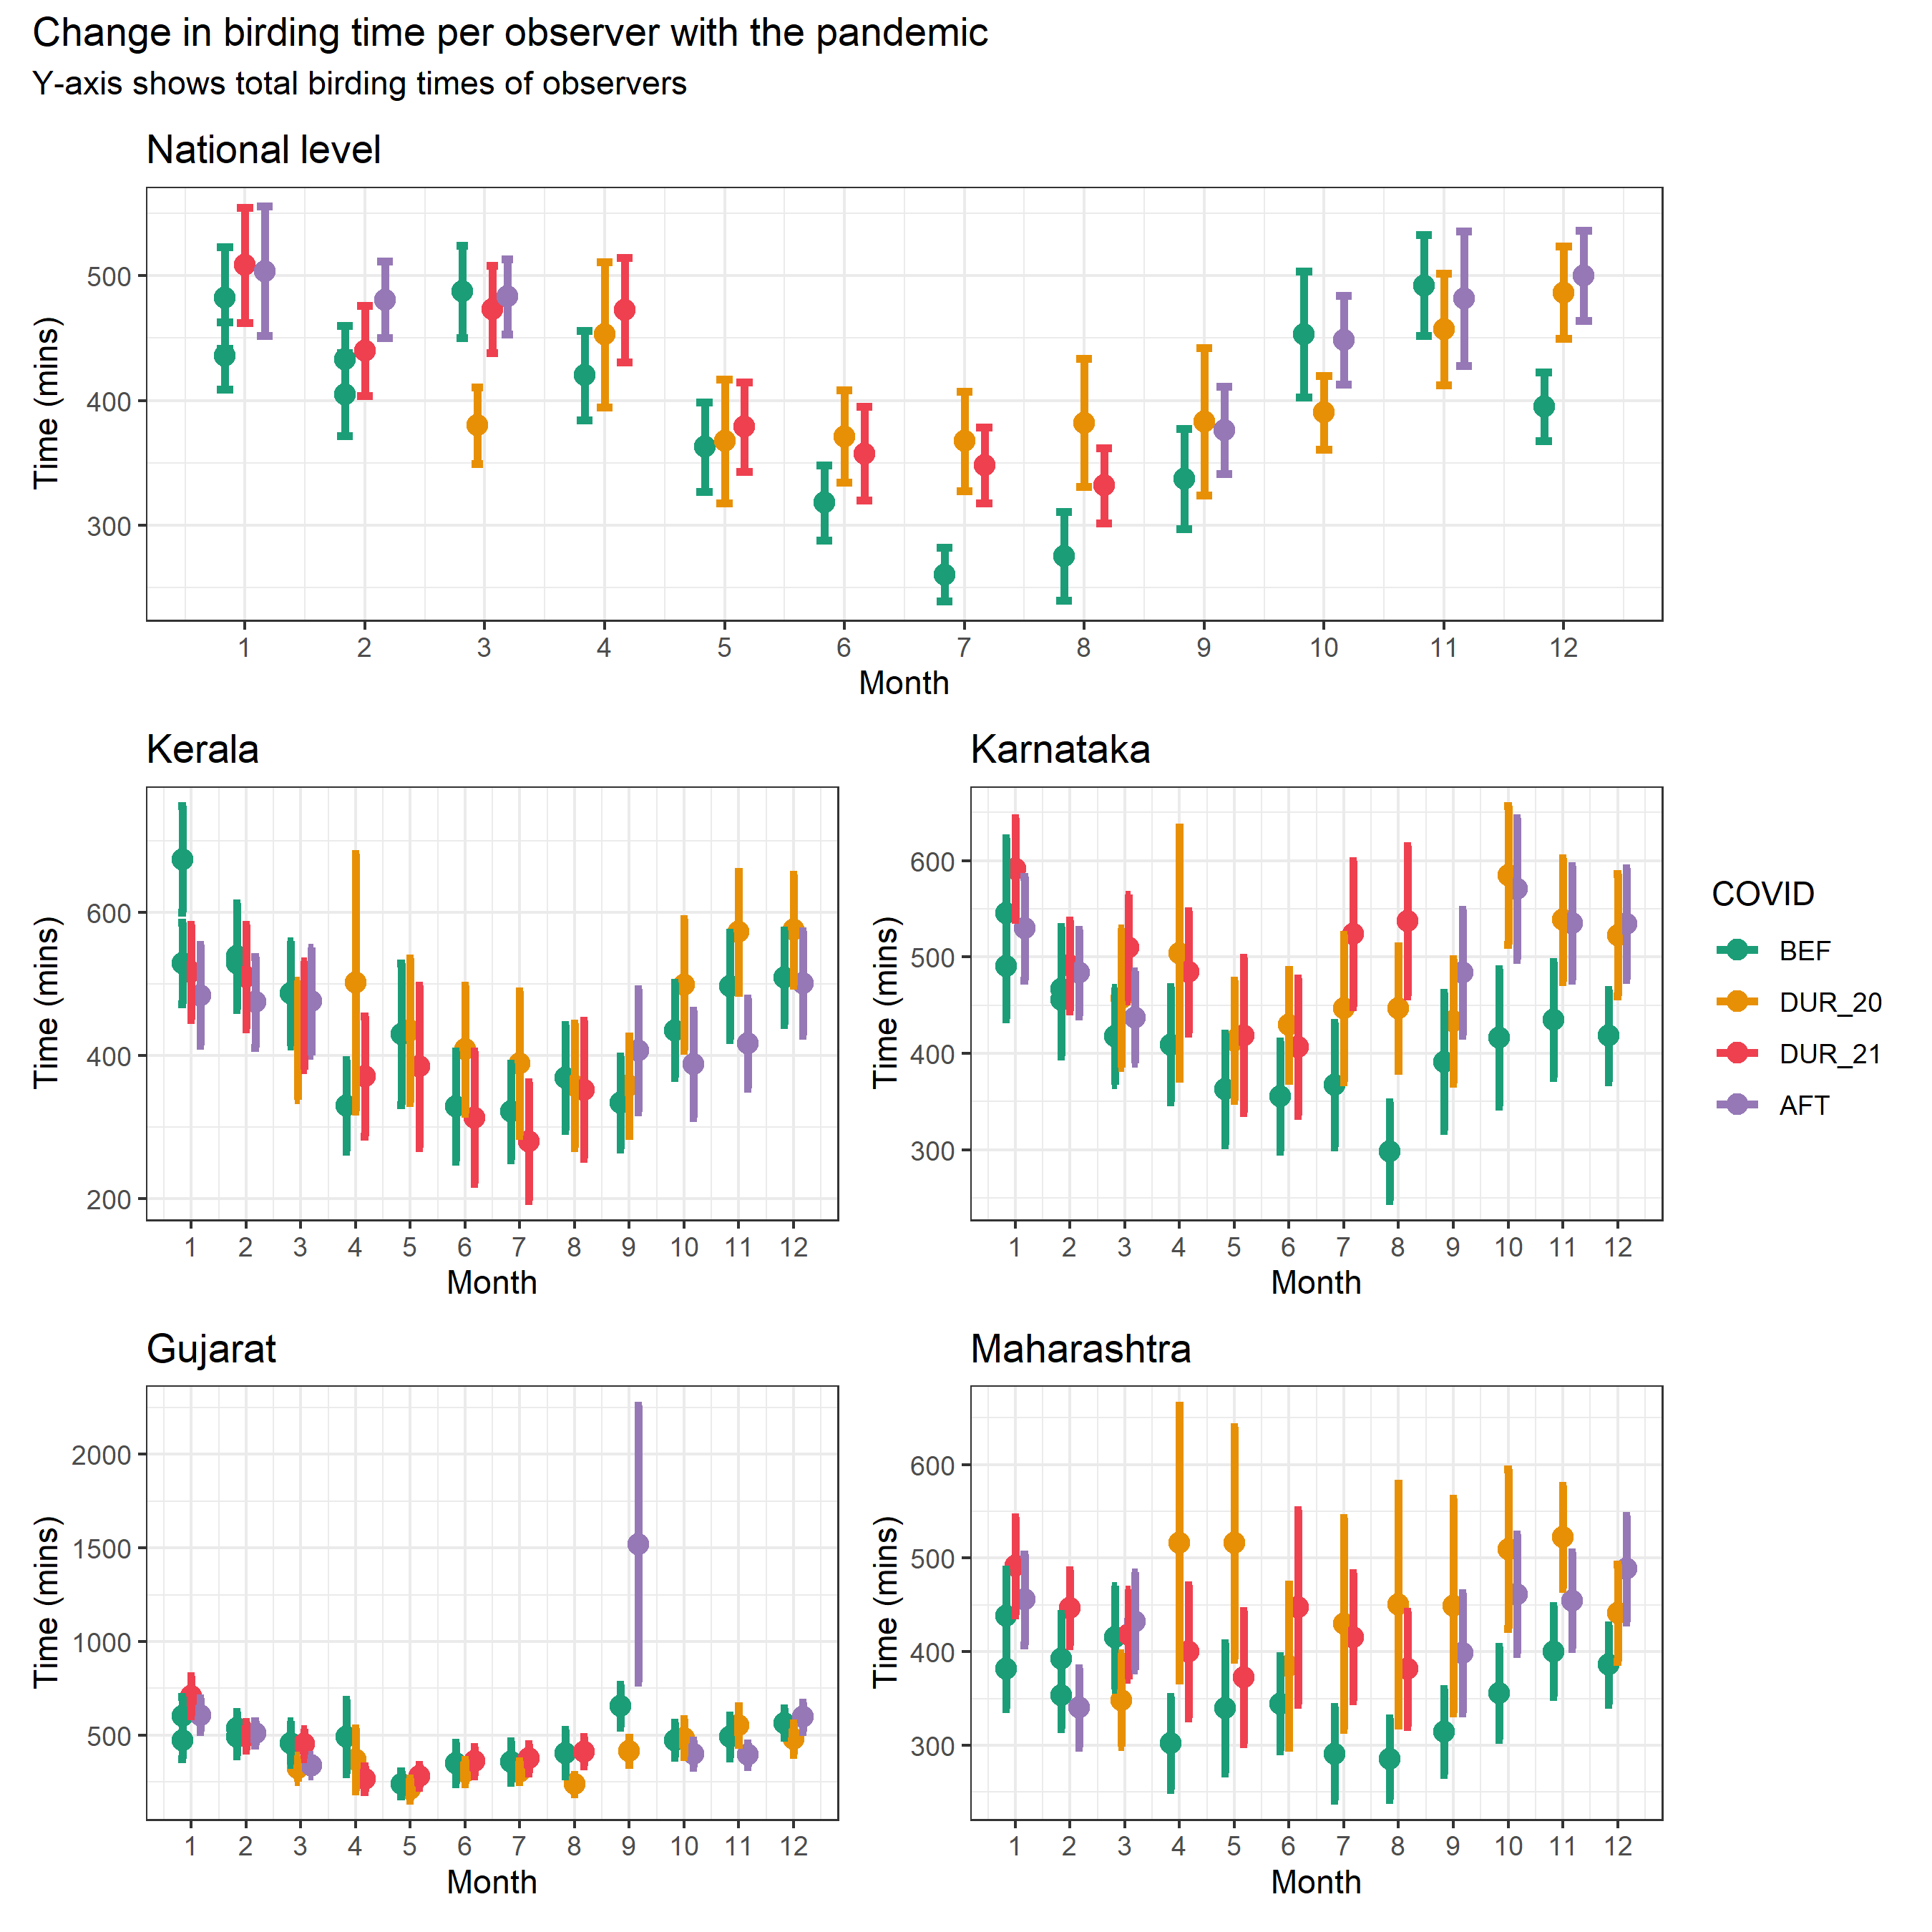 Change in birding time per observer with the pandemic
Y-axis shows total birding times of observers
National level
Time (mins)
500
400
300
1 2 3 4 5 6 7 8 9 10 11 12
Month
Kerala
Time (mins)
600
400
200
1 2 3 4 5 6 7 8 9 10 11 12
Month
Karnataka
Time (mins)
600
500
400
300
1 2 3 4 5 6 7 8 9 10 11 12
Month
COVID
BEF
DUR_20
DUR_21
AFT
Gujarat
Time (mins)
2000
1500
1000
500
1 2 3 4 5 6 7 8 9 10 11 12
Month
Maharashtra
Time (mins)
600
500
400
300
1 2 3 4 5 6 7 8 9 10 11 12
Month